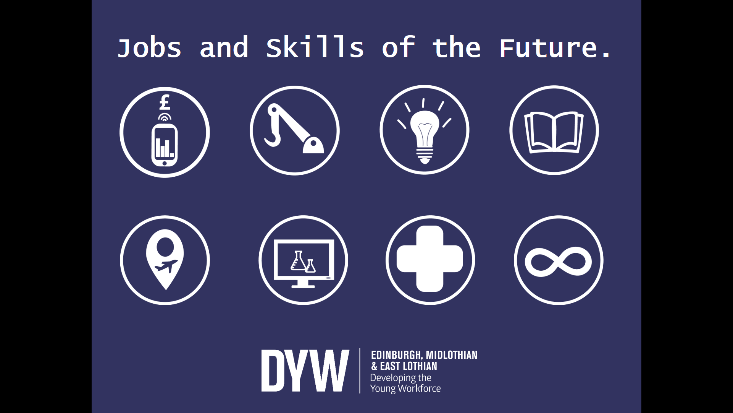 Jobs and Skills of the Future.
£
DYW
EDINBURGH, MIDLOTHIAN
& EAST LOTHIAN
Developing the
Young Workforce